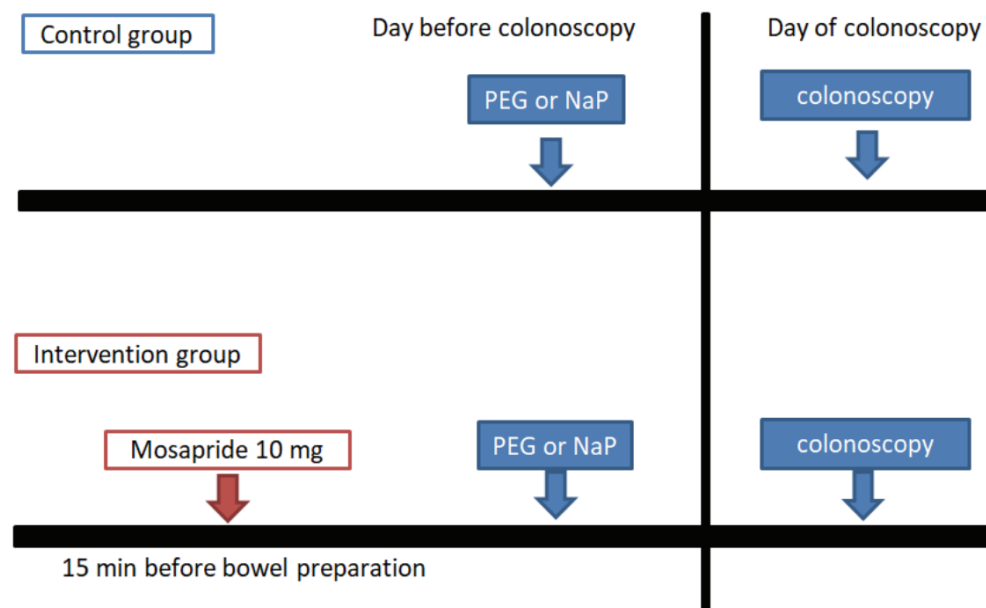 Control group
Day before colonoscopy
Day of colonoscopy
PEG or NaP
colonoscopy
Intervention group
Mosapride 10 mg
PEG or NaP
colonoscopy
15 min before bowel preparation